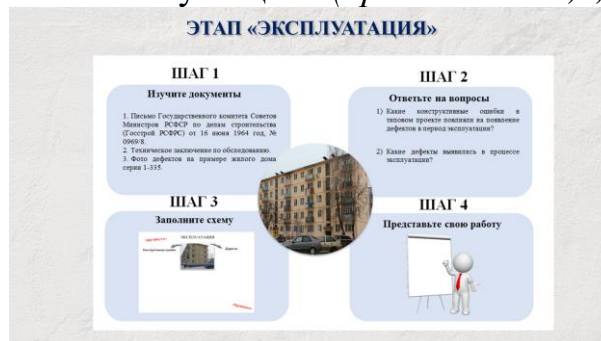 ЭТАП «ЭКСПЛУАТАЦИЯ»
ШАГ 1
Изучите документы
1. Письмо Государственного комитета Советов
Министров РСФСР по делам строительства
(Госстрой РСФРС) от 16 июня 1964 год, №
0969/8.
2. Техническое заключение по обследованию.
3. Фото дефектов на примере жилого дома
серии 1-335.
ШАГ 2
Ответьте на вопросы
1) Какие конструктивные ошибки в
типовом проекте повлияли на появление
дефектов в период эксплуатации?
2) Какие дефекты выявились в процессе
эксплуатации?
ШАГ 3
Заполните схему
ЭКСПЛУАТАЦИЯ
ШАГ 4
Представьте свою работу